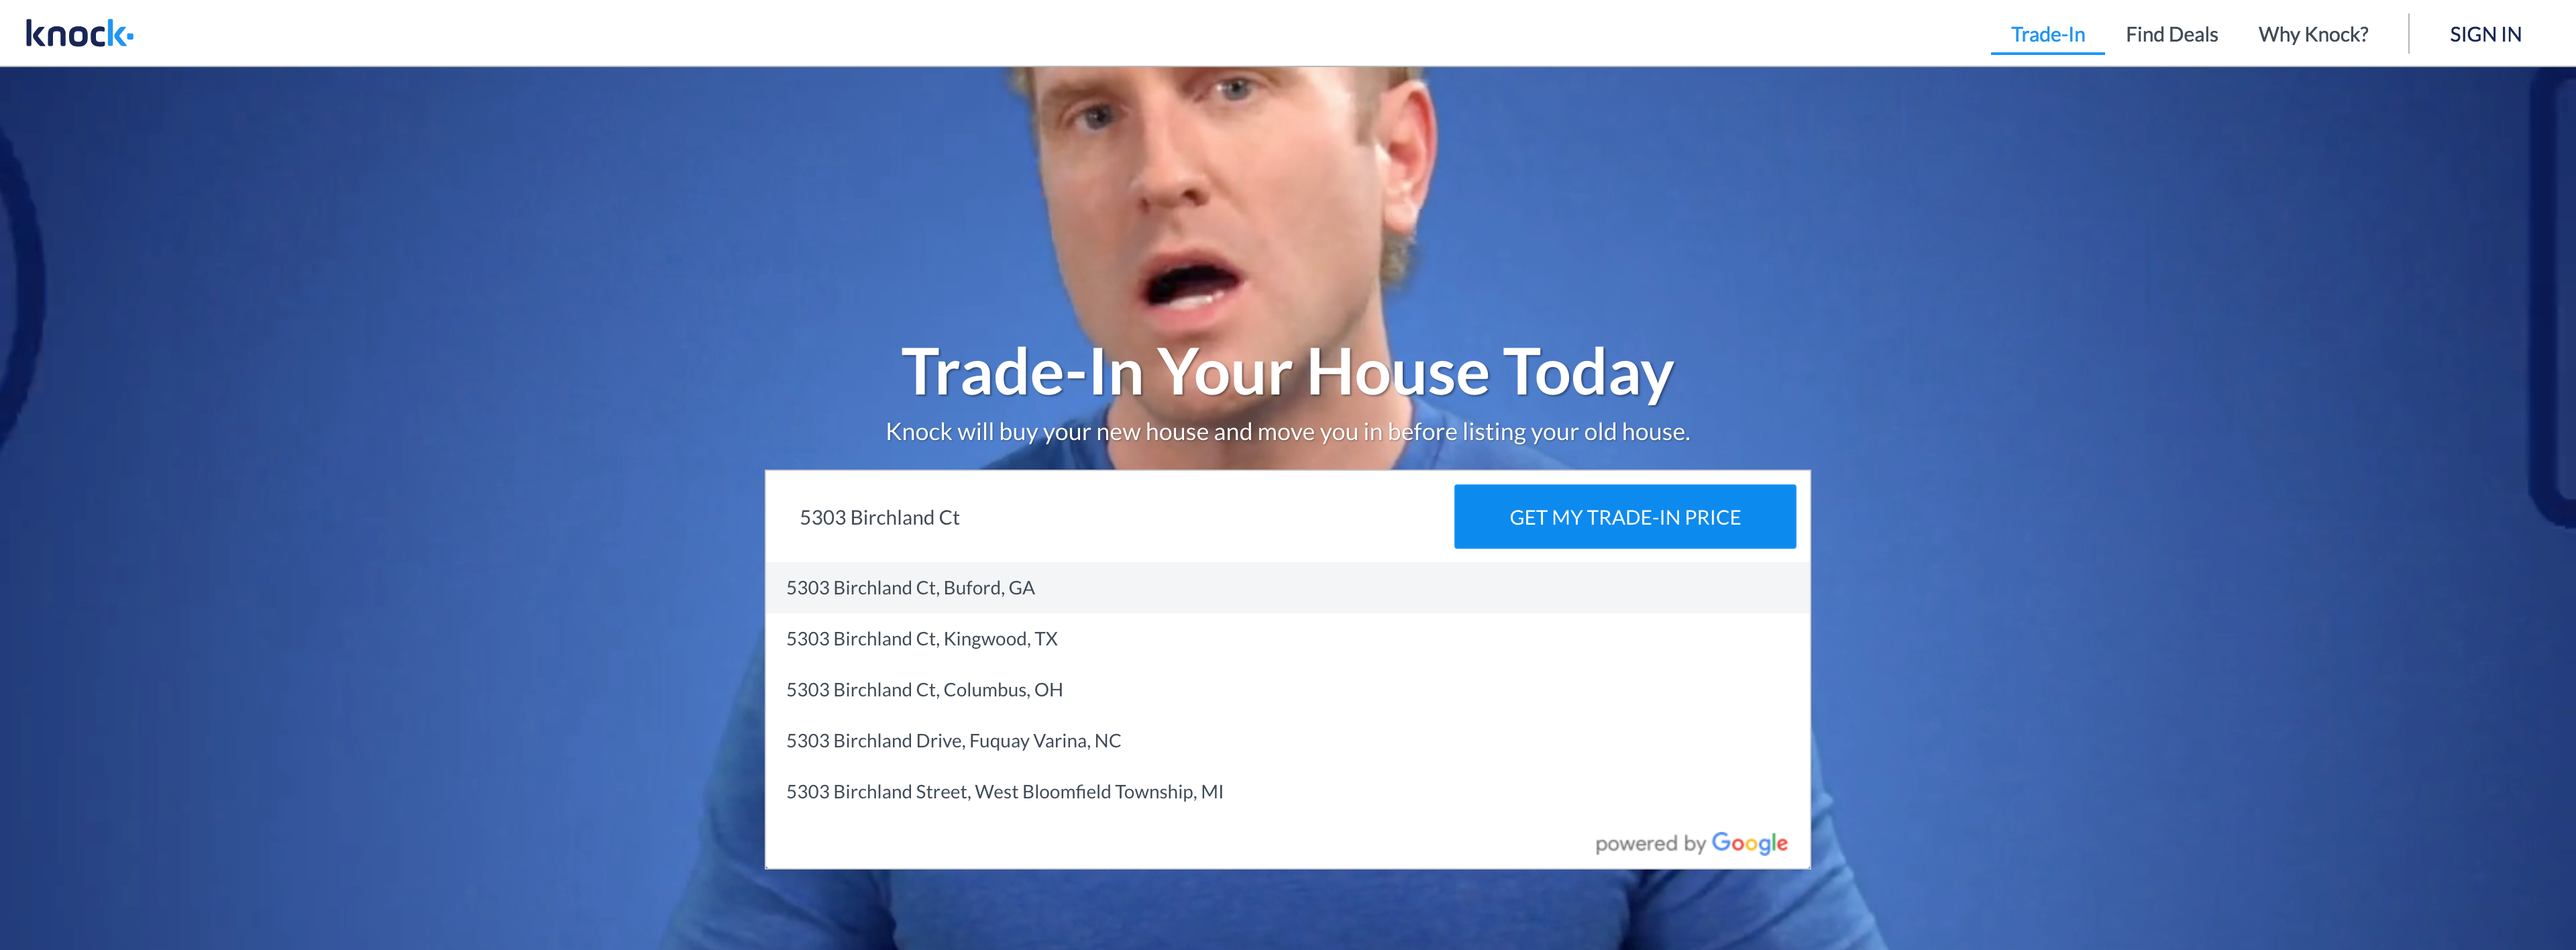 knock
Trade-In Find Deals Why Knock? SIGN IN
Trade-In Your House Today
Knock will buy your new house and move you in before listing your old house.
5303 Birchland Ct GET MY TRADE-IN PRICE
5303 Birchland Ct, Buford, GA
5303 Birchland Ct, Kingwood, TX
5303 Birchland Ct, Columbus, OH
5303 Birchland Drive, Fuquay Varina, NC
5303 Birchland Street, West Bloomfield Township, MI
powered by Google